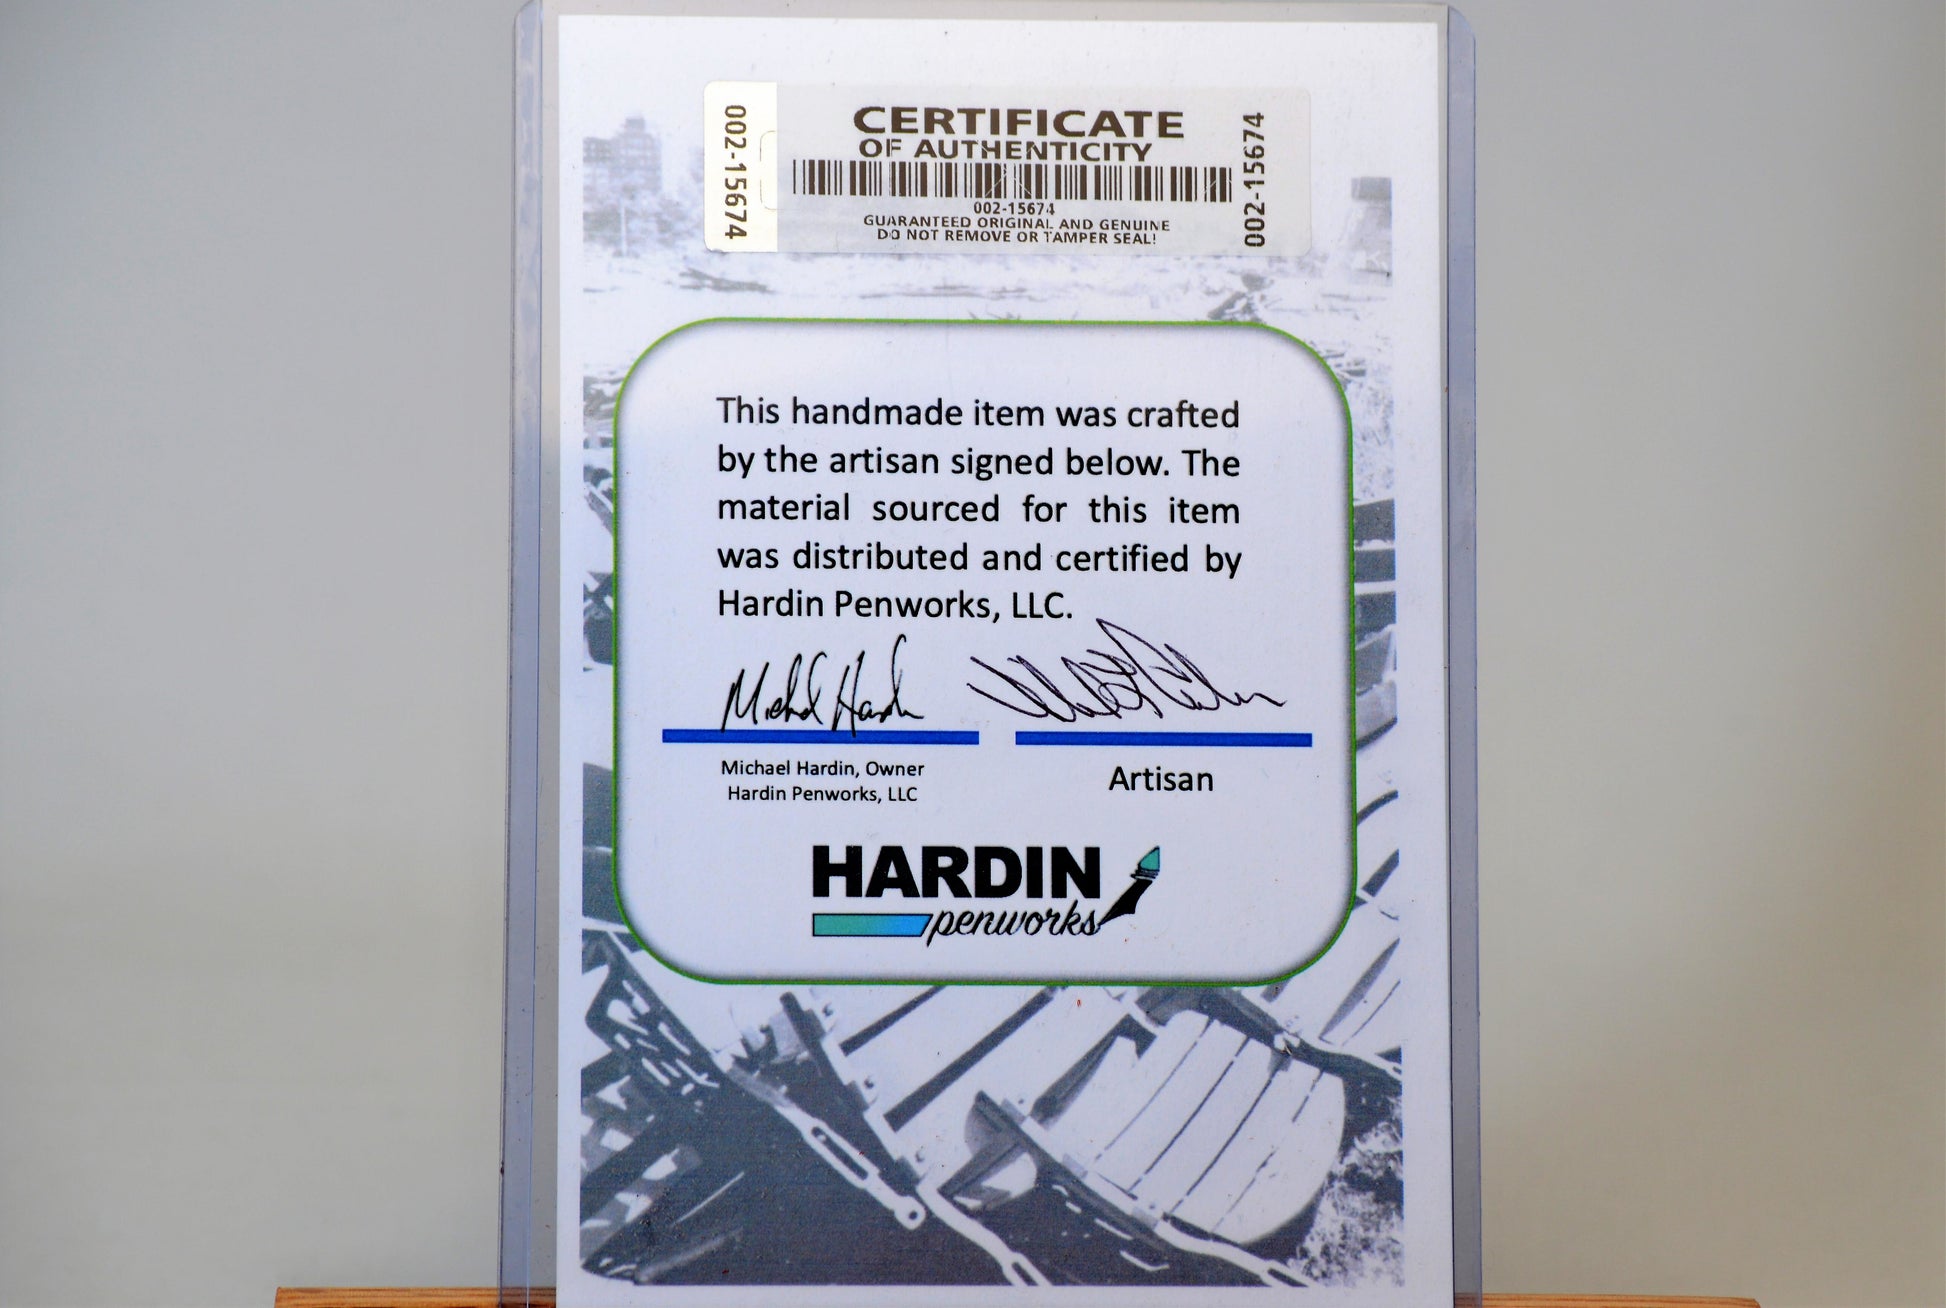 002-15674
CERTIFICATE
OF AUTHENTICITY
002-15674
002-15674
GUARANTEED ORIGINAL AND GENUINE
DO NOT REMOVE OR TAMPER SEAL!
This handmade item was crafted
by the artisan signed below. The
material sourced for this item
was distributed and certified by
Hardin Penworks, LLC.
Michael Hardin
Michael Hardin, Owner
Hardin Penworks, LLC
Artisan
HARDIN
penworks